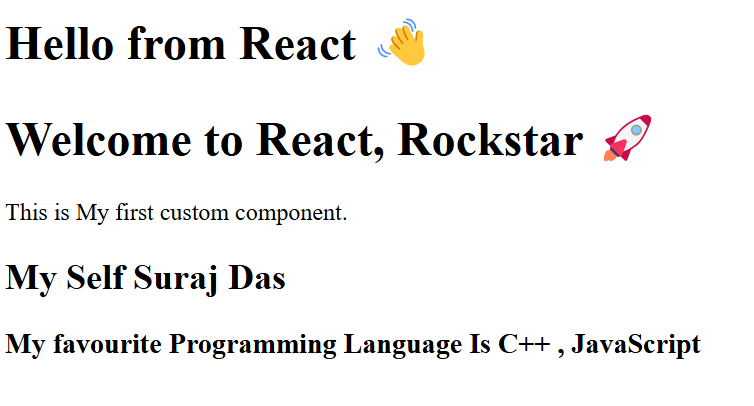 Hello from React 👋
Welcome to React, Rockstar 🚀
This is My first custom component.
My Self Suraj Das
My favourite Programming Language Is C++ , JavaScript